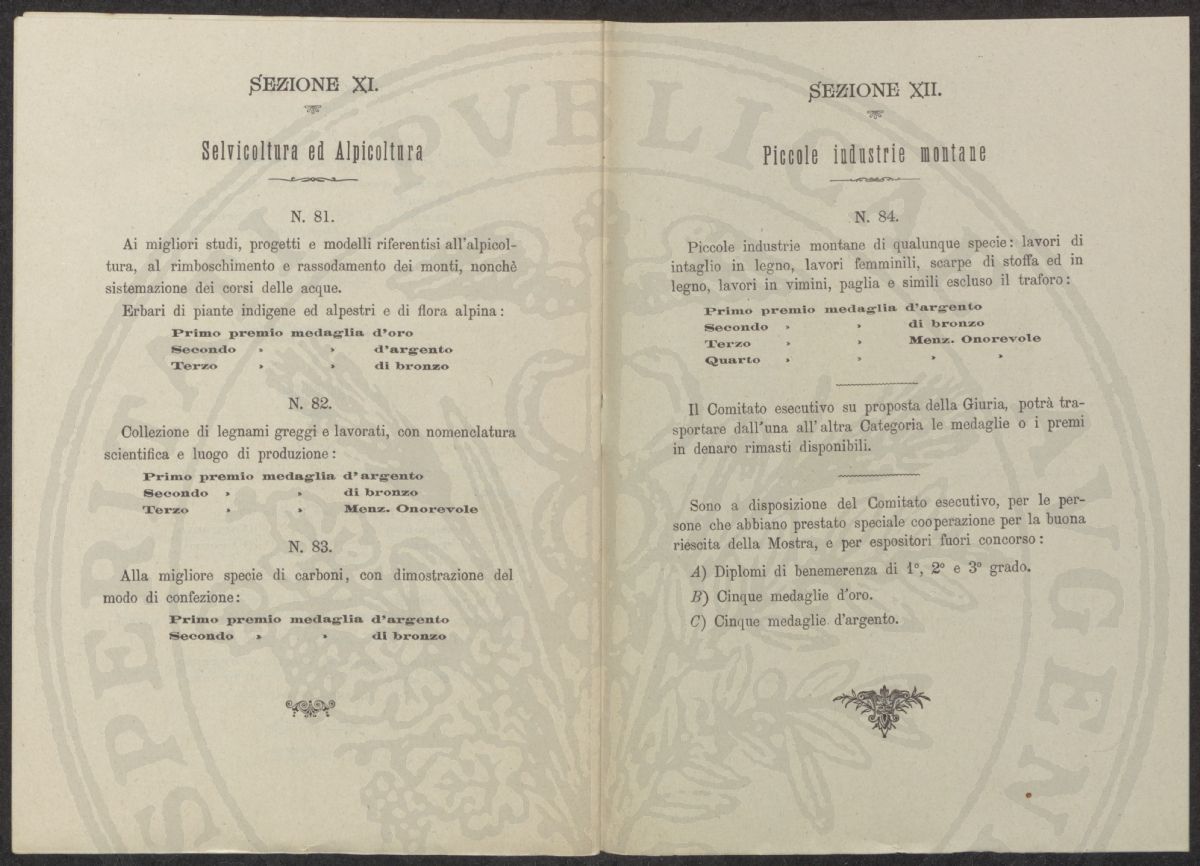 SEZIONE XI.
Selvicoltura ed Alpicoltura
N. 81.
Ai migliori studi, progetti e modelli riferentisi all'alpicol-
tura, al rimboschimento e rassodamento dei monti, nonchè
sistemazione dei corsi delle acque.
Erbari di piante indigene ed alpestri e di flora alpina:
Primo premio medaglia d'oro
Secondo » » d'argento
Terzo » » di bronzo
N. 82.
Collezione di legnami greggi e lavorati, con nomenclatura
scientifica e luogo di produzione:
Primo premio medaglia d'argento
Secondo » » di bronzo
Terzo » » Menz. Onorevole
N. 83.
Alla migliore specie di carboni, con dimostrazione del
modo di confezione:
Primo premio medaglia d'argento
Secondo » » di bronzo
SEZIONE XII.
Piccole industrie montane
N. 84.
Piccole industrie montane di qualunque specie: lavori di
intaglio in legno, lavori femminili, scarpe di stoffa ed in
legno, lavori in vimini, paglia e simili escluso il traforo:
Primo premio medaglia d'argento
Secondo » » di bronzo
Terzo » » Menz. Onorevole
Quarto » » » »
Il Comitato esecutivo su proposta della Giuria, potrà tra-
sportare dall'una all'altra Categoria le medaglie o i premi
in denaro rimasti disponibili.
Sono a disposizione del Comitato esecutivo, per le per-
sone che abbiano prestato speciale cooperazione per la buona
riescita della Mostra, e per espositori fuori concorso:
A) Diplomi di benemerenza di 1°, 2° e 3° grado.
B) Cinque medaglie d'oro.
C) Cinque medaglie d'argento.